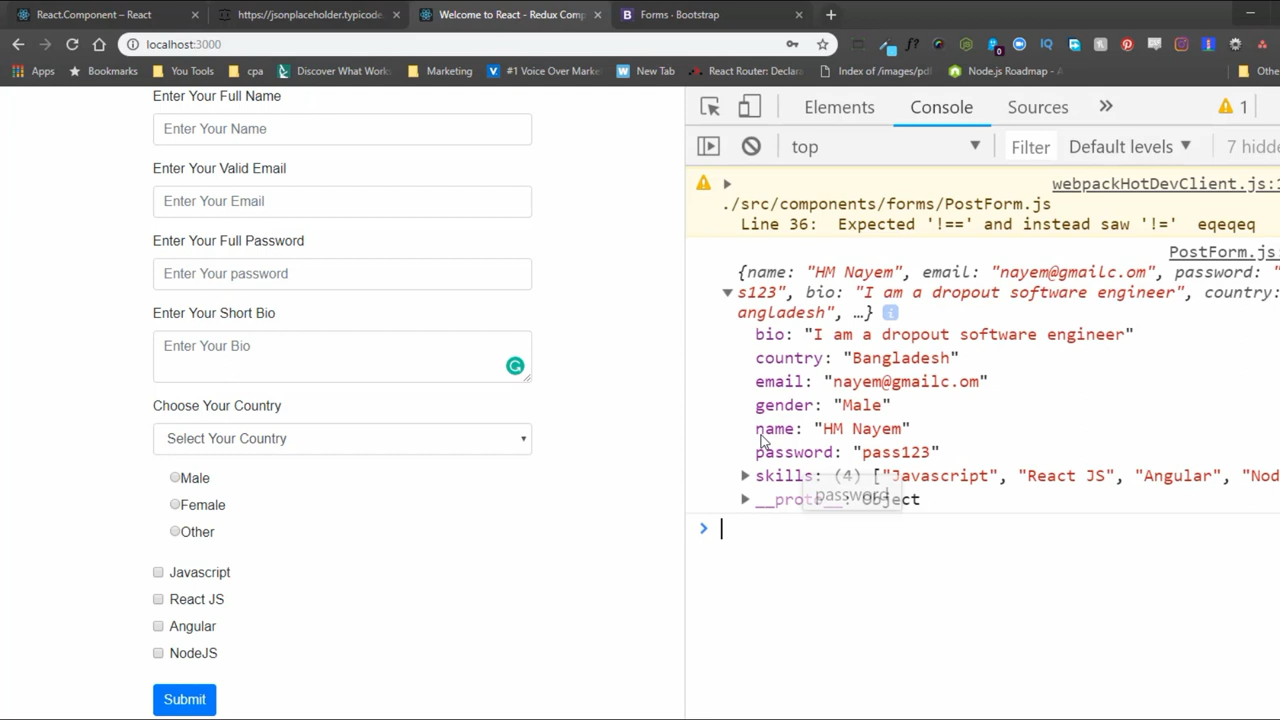 React.Component – React
https://jsonplaceholder.typicode.
Welcome to React - Redux Comp
Forms · Bootstrap
localhost:3000
Apps
Bookmarks
You Tools
cpa
Discover What Works
Marketing
#1 Voice Over Marke
New Tab
React Router: Decla
Index of /images/pdf
Node.js Roadmap - A
Othe
Enter Your Full Name
Enter Your Name
Enter Your Valid Email
Enter Your Email
Enter Your Full Password
Enter Your password
Enter Your Short Bio
Enter Your Bio
Choose Your Country
Select Your Country
Male
Female
Other
Javascript
React JS
Angular
NodeJS
Submit
Elements
Console
Sources
1
top
Filter
Default levels
7 hidde
webpackHotDevClient.js:1
./src/components/forms/PostForm.js
Line 36: Expected '!==' and instead saw '!=' eqeqeq
PostForm.js:
{name: "HM Nayem", email: "nayem@gmailc.om", password: "
s123", bio: "I am a dropout software engineer", country:
angladesh", …}
bio: "I am a dropout software engineer"
country: "Bangladesh"
email: "nayem@gmailc.om"
gender: "Male"
name: "HM Nayem"
password: "pass123"
skills: (4) ["Javascript", "React JS", "Angular", "Nod
password
__proto__: Object